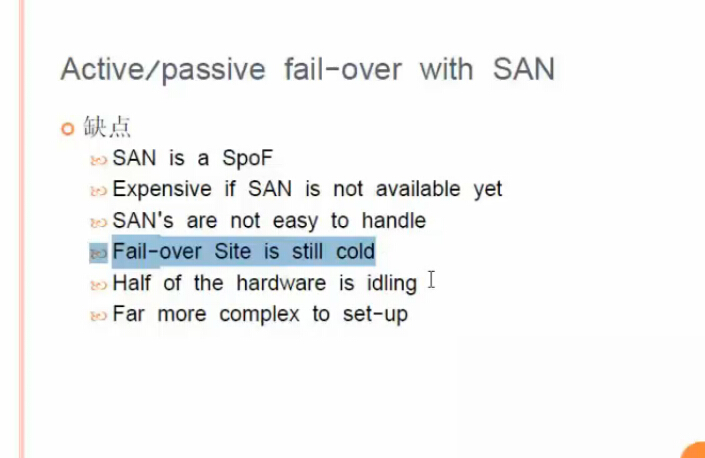 Active/passive fail-over with SAN
缺点
SAN is a SpoF
Expensive if SAN is not available yet
SAN's are not easy to handle
Fail-over Site is still cold
Half of the hardware is idling
Far more complex to set-up